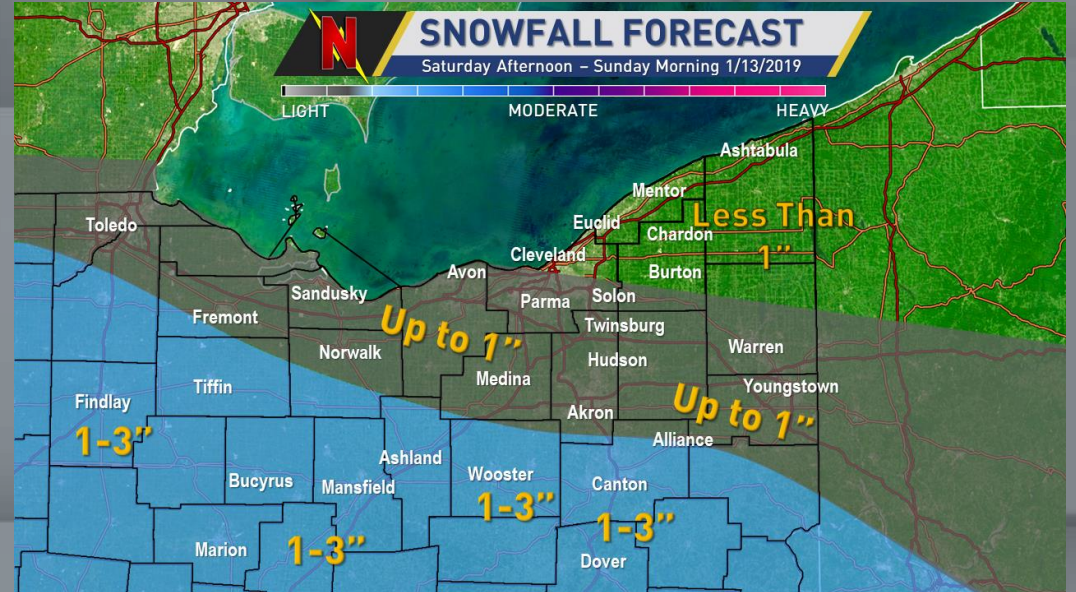 N
SNOWFALL FORECAST
Saturday Afternoon – Sunday Morning 1/13/2019
LIGHT MODERATE HEAVY
Ashtabula
Mentor
Less Than
1”
Toledo
Euclid
Chardon
Cleveland
Avon
Burton
Sandusky
Parma
Solon
Fremont
Up to 1”
Twinsburg
Norwalk
Hudson
Warren
Medina
Tiffin
Youngstown
Findlay
1-3”
Akron
Up to 1”
Alliance
Ashland
Bucyrus
Mansfield
Wooster
1-3”
Canton
1-3”
Marion
1-3”
Dover